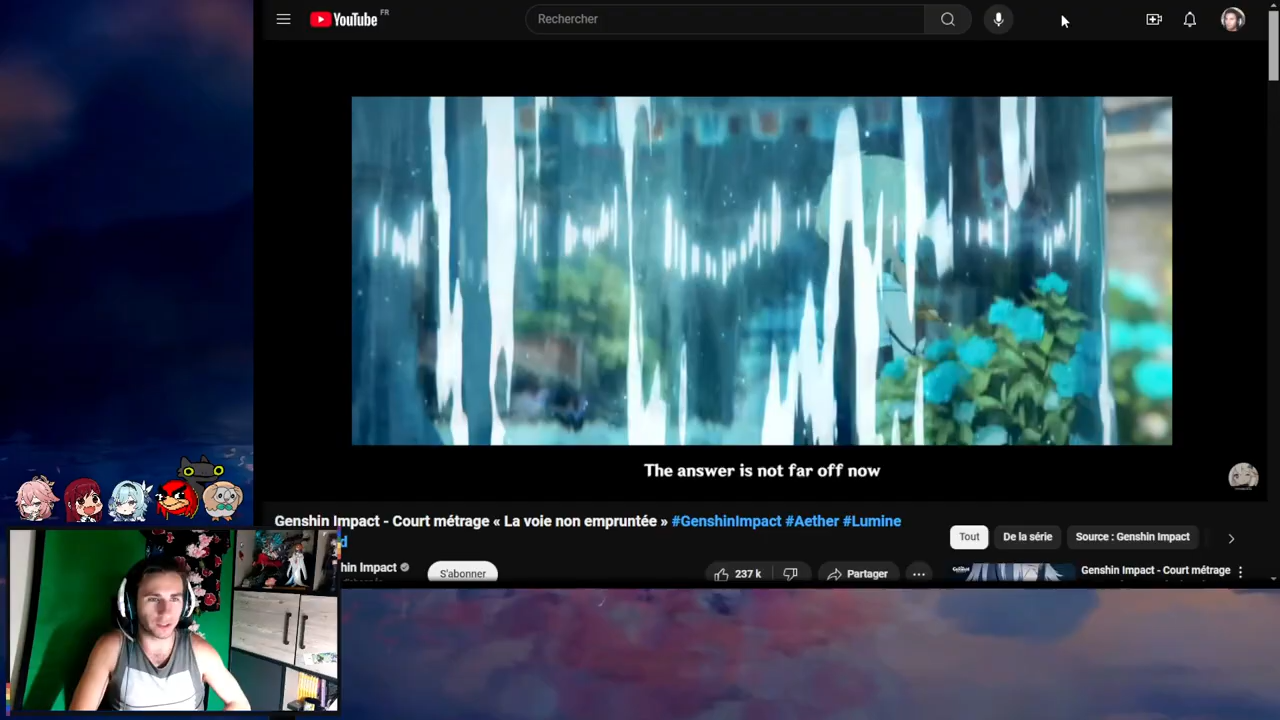 YouTube FR
Rechercher
The answer is not far off now
Genshin Impact - Court métrage « La voie non empruntée » #GenshinImpact #Aether #Lumine
Tout
De la série
Source : Genshin Impact
hin Impact
S'abonner
237 k
Partager
Genshin Impact - Court métrage